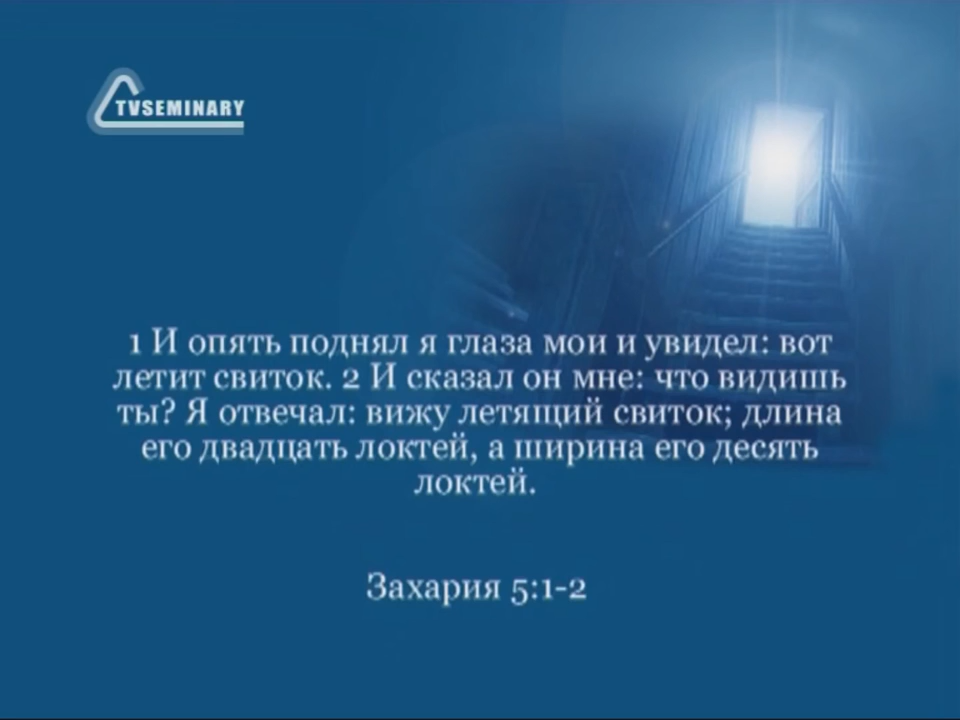 TVSEMINARY
1 И опять поднял я глаза мои и увидел: вот
летит свиток. 2 И сказал он мне: что видишь
ты? Я отвечал: вижу летящий свиток; длина
его двадцать локтей, а ширина его десять
локтей.
Захария 5:1-2